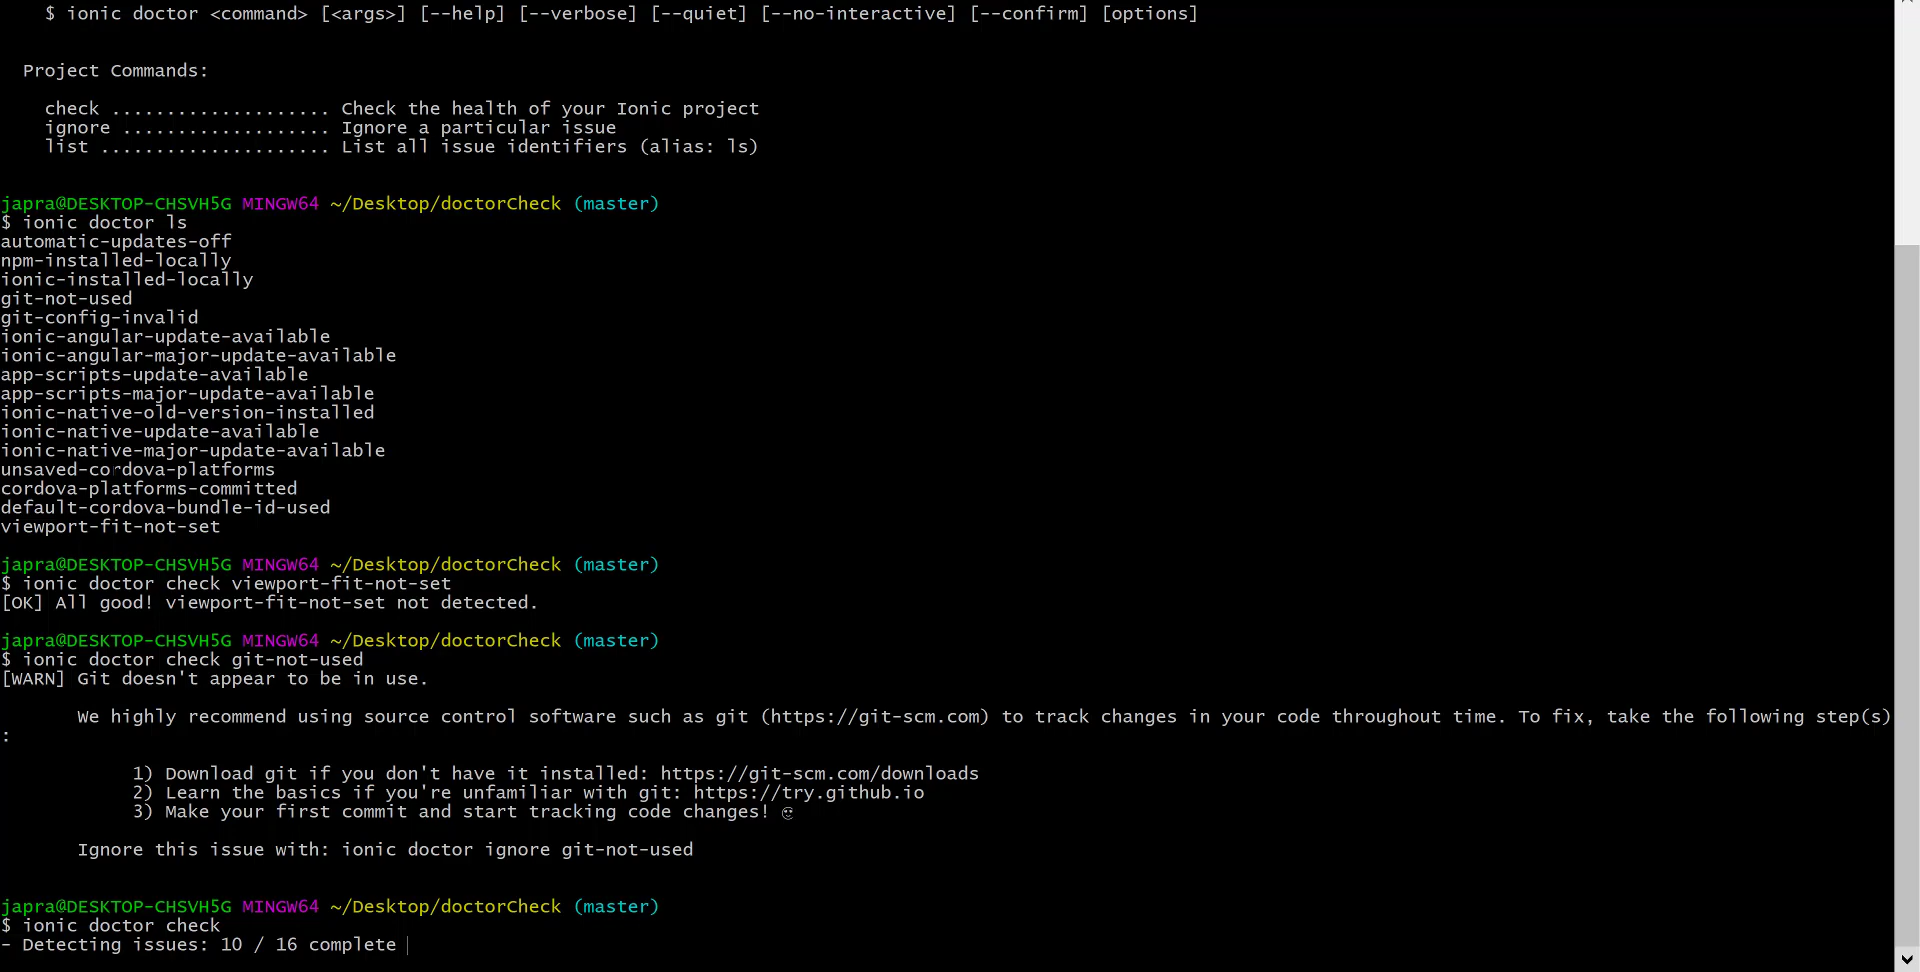 $ ionic doctor <command> [<args>] [--help] [--verbose] [--quiet] [--no-interactive] [--confirm] [options]
Project Commands:
check .................... Check the health of your Ionic project
ignore ................... Ignore a particular issue
list ..................... List all issue identifiers (alias: ls)
japra@DESKTOP-CHSVH5G MINGW64 ~/Desktop/doctorCheck (master)
$ ionic doctor ls
automatic-updates-off
npm-installed-locally
ionic-installed-locally
git-not-used
git-config-invalid
ionic-angular-update-available
ionic-angular-major-update-available
app-scripts-update-available
app-scripts-major-update-available
ionic-native-old-version-installed
ionic-native-update-available
ionic-native-major-update-available
unsaved-cordova-platforms
cordova-platforms-committed
default-cordova-bundle-id-used
viewport-fit-not-set
japra@DESKTOP-CHSVH5G MINGW64 ~/Desktop/doctorCheck (master)
$ ionic doctor check viewport-fit-not-set
[OK] All good! viewport-fit-not-set not detected.
japra@DESKTOP-CHSVH5G MINGW64 ~/Desktop/doctorCheck (master)
$ ionic doctor check git-not-used
[WARN] Git doesn't appear to be in use.
We highly recommend using source control software such as git (https://git-scm.com) to track changes in your code throughout time. To fix, take the following step(s)
:
1) Download git if you don't have it installed: https://git-scm.com/downloads
2) Learn the basics if you're unfamiliar with git: https://try.github.io
3) Make your first commit and start tracking code changes! 😍
Ignore this issue with: ionic doctor ignore git-not-used
japra@DESKTOP-CHSVH5G MINGW64 ~/Desktop/doctorCheck (master)
$ ionic doctor check
- Detecting issues: 10 / 16 complete